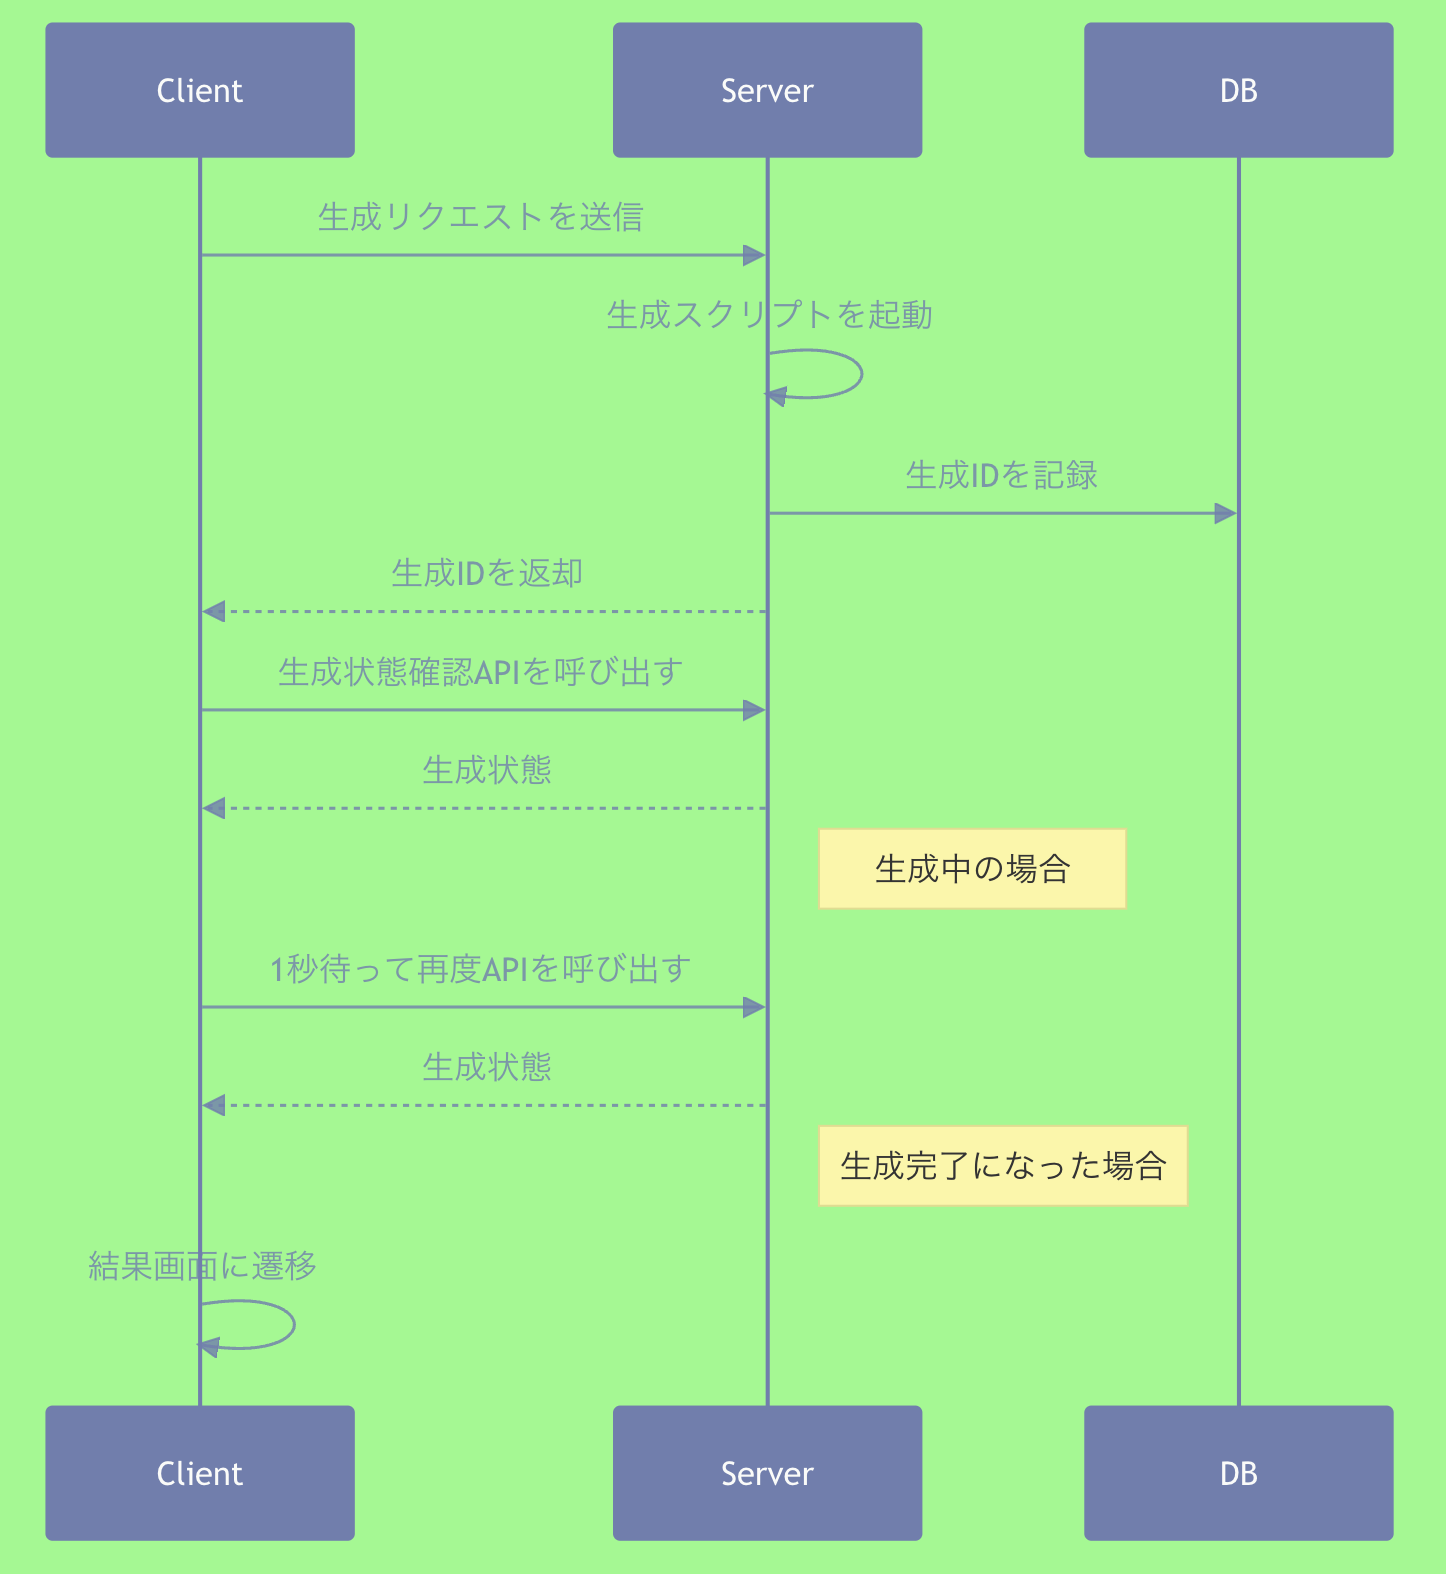 Client
Server
DB
生成リクエストを送信
生成スクリプトを起動
生成IDを記録
生成IDを返却
生成状態確認APIを呼び出す
生成状態
生成中の場合
1秒待って再度APIを呼び出す
生成状態
生成完了になった場合
結果画面に遷移
Client
Server
DB